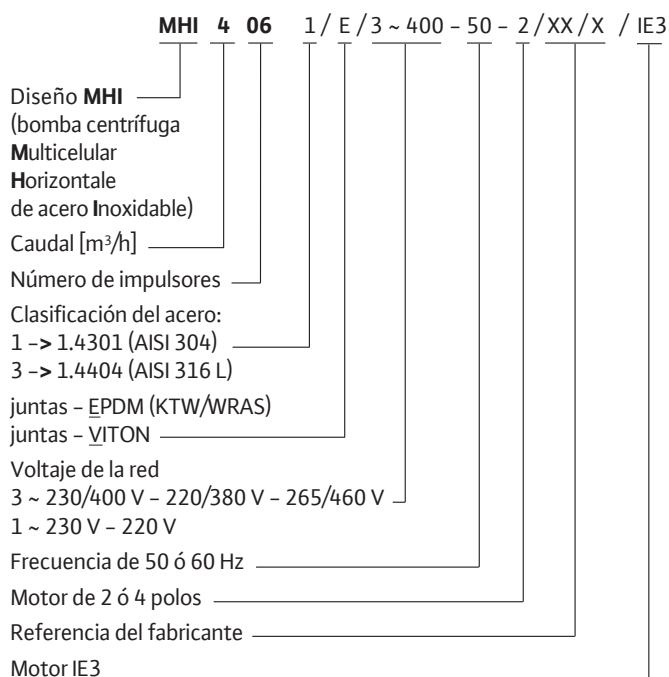 MHI 4 06 1 / E / 3 ~ 400 – 50 – 2 / XX / X / IE3
Diseño MHI
(bomba centrífuga
Multicelular
Horizontale
de acero Inoxidable)
Caudal [m³/h]
Número de impulsores
Clasificación del acero:
1 –> 1.4301 (AISI 304)
3 –> 1.4404 (AISI 316 L)
juntas – EPDM (KTW/WRAS)
juntas – VITON
Voltaje de la red
3 ~ 230/400 V – 220/380 V – 265/460 V
1 ~ 230 V – 220 V
Frecuencia de 50 ó 60 Hz
Motor de 2 ó 4 polos
Referencia del fabricante
Motor IE3